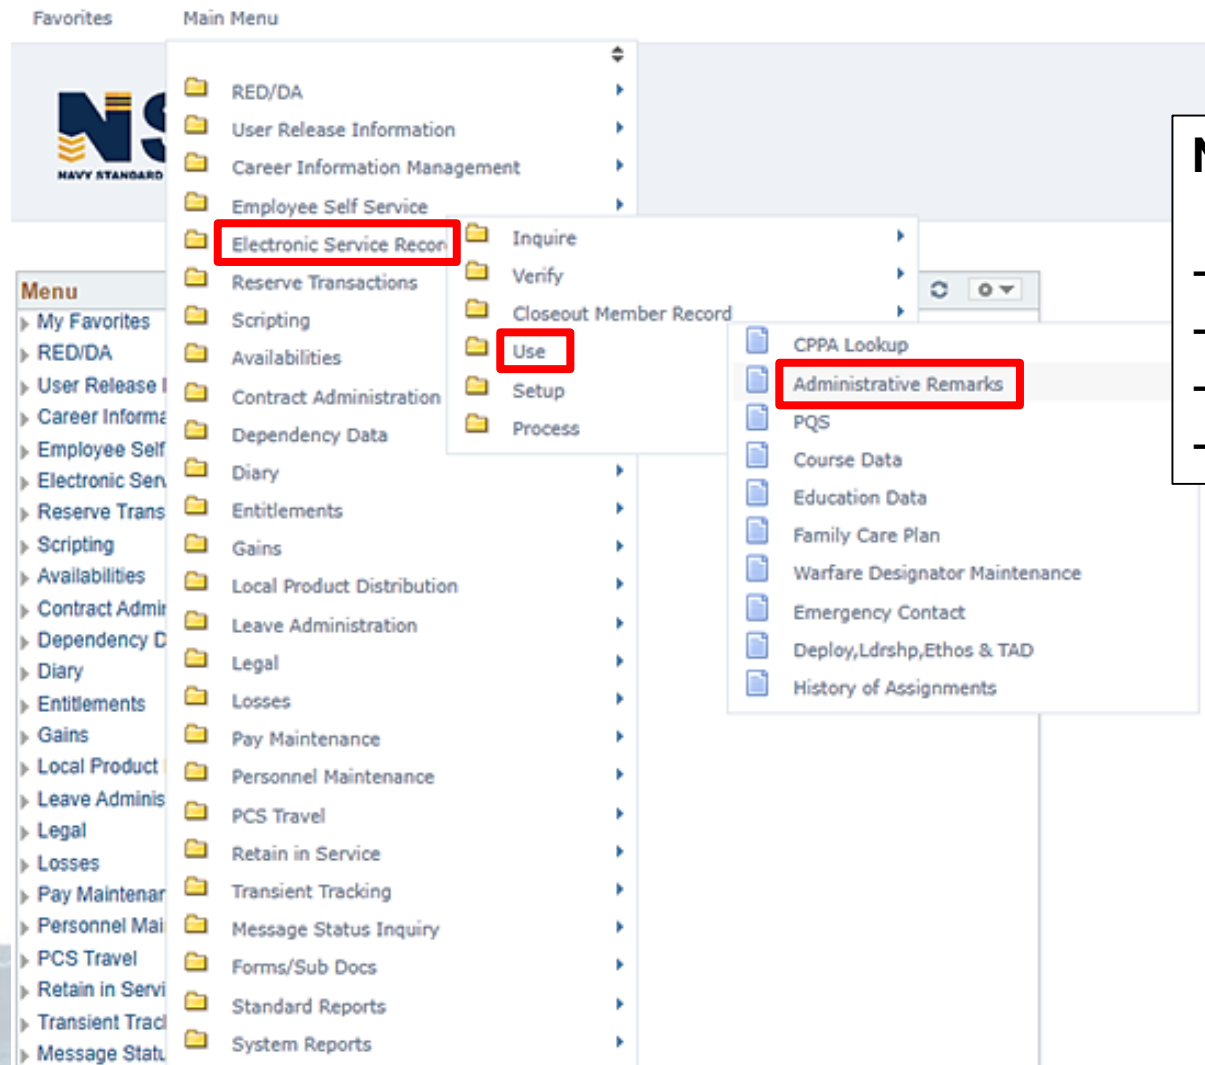 Favorites Main Menu
NAVY STANDARD
RED/DA
User Release Information
Career Information Management
Employee Self Service
Electronic Service Recor
Reserve Transactions
Scripting
Availabilities
Contract Administration
Dependency Data
Diary
Entitlements
Gains
Local Product Distribution
Leave Administration
Legal
Losses
Pay Maintenance
Personnel Maintenance
PCS Travel
Retain in Service
Transient Tracking
Message Status Inquiry
Forms/Sub Docs
Standard Reports
System Reports
Inquire
Verify
Closeout Member Record
Use
Setup
Process
CPPA Lookup
Administrative Remarks
PQS
Course Data
Education Data
Family Care Plan
Warfare Designator Maintenance
Emergency Contact
Deploy,Ldrshp,Ethos & TAD
History of Assignments
Menu
My Favorites
RED/DA
User Release
Career Informa
Employee Self
Electronic Serv
Reserve Trans
Scripting
Availabilities
Contract Admin
Dependency D
Diary
Entitlements
Gains
Local Product
Leave Adminis
Legal
Losses
Pay Maintenan
Personnel Mai
PCS Travel
Retain in Servi
Transient Tracl
Message Statu